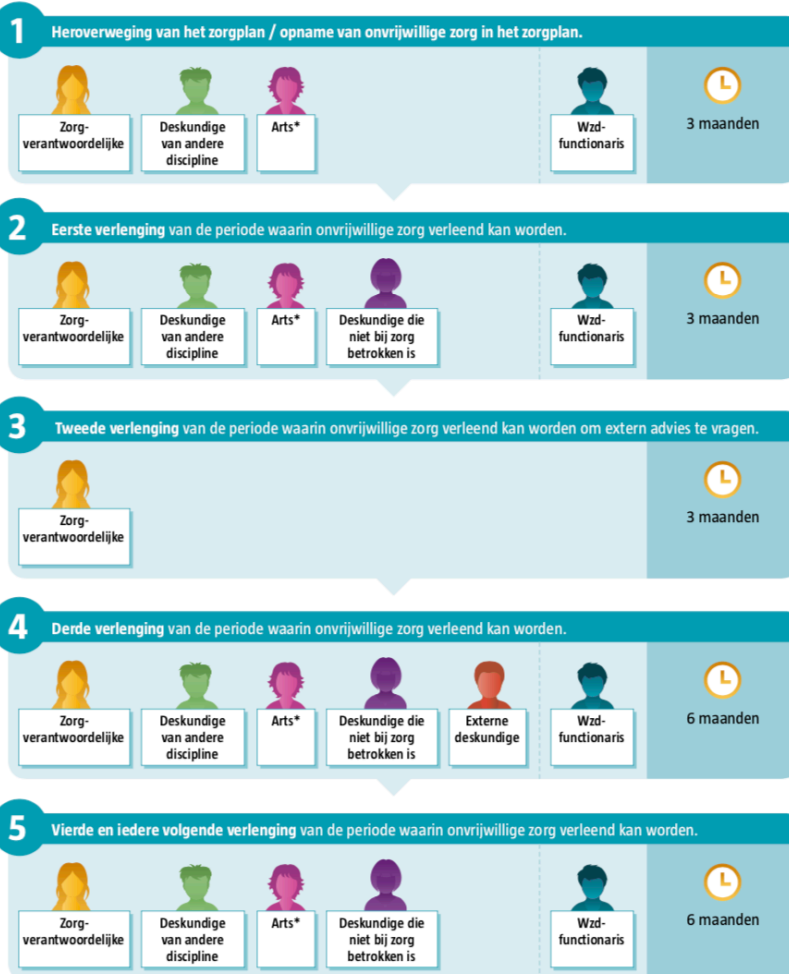 1
Heroverweging van het zorgplan / opname van onvrijwillige zorg in het zorgplan.
Zorg-
verantwoordelijke
Deskundige
van andere
discipline
Arts*
Wzd-
functionaris
3 maanden
2
Eerste verlenging van de periode waarin onvrijwillige zorg verleend kan worden.
Zorg-
verantwoordelijke
Deskundige
van andere
discipline
Arts*
Deskundige die
niet bij zorg
betrokken is
Wzd-
functionaris
3 maanden
3
Tweede verlenging van de periode waarin onvrijwillige zorg verleend kan worden om extern advies te vragen.
Zorg-
verantwoordelijke
3 maanden
4
Derde verlenging van de periode waarin onvrijwillige zorg verleend kan worden.
Zorg-
verantwoordelijke
Deskundige
van andere
discipline
Arts*
Deskundige die
niet bij zorg
betrokken is
Externe
deskundige
Wzd-
functionaris
6 maanden
5
Vierde en iedere volgende verlenging van de periode waarin onvrijwillige zorg verleend kan worden.
Zorg-
verantwoordelijke
Deskundige
van andere
discipline
Arts*
Deskundige die
niet bij zorg
betrokken is
Wzd-
functionaris
6 maanden